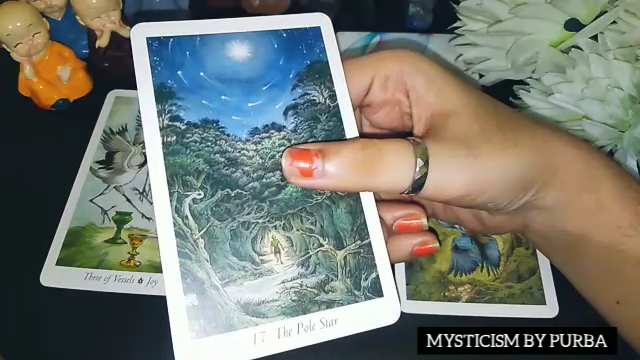 17 The Pole Star
Three of Vessels Joy
MYSTICISM BY PURBA